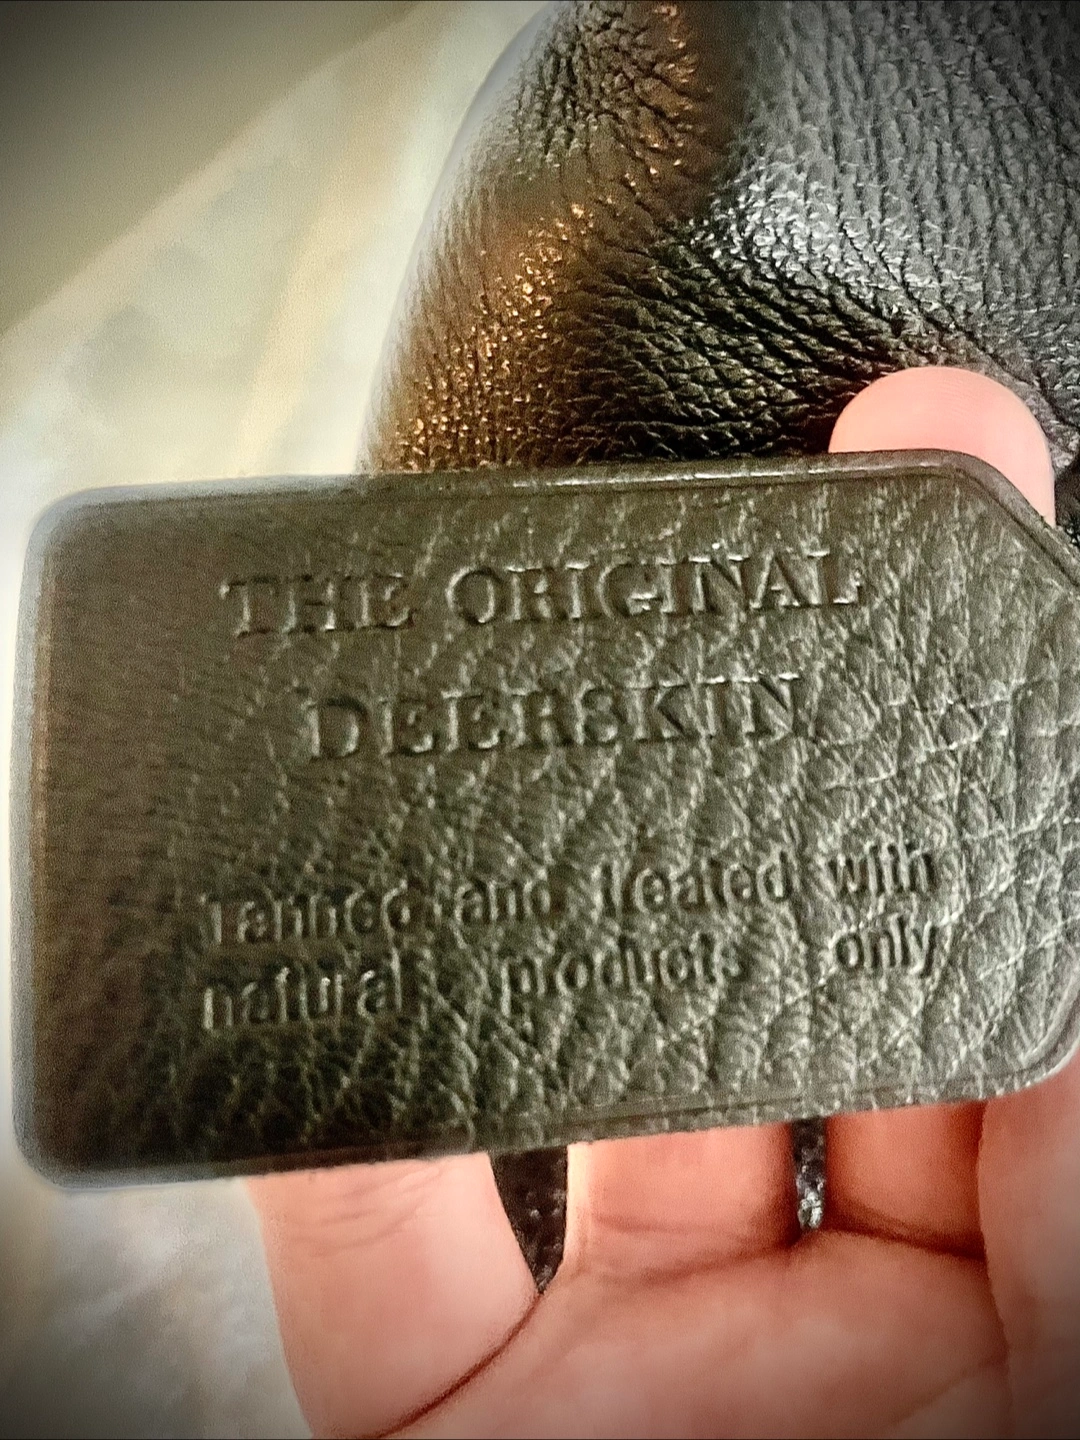 THE ORIGINAL
DEERSKIN
Tanned and treated with
natural products only